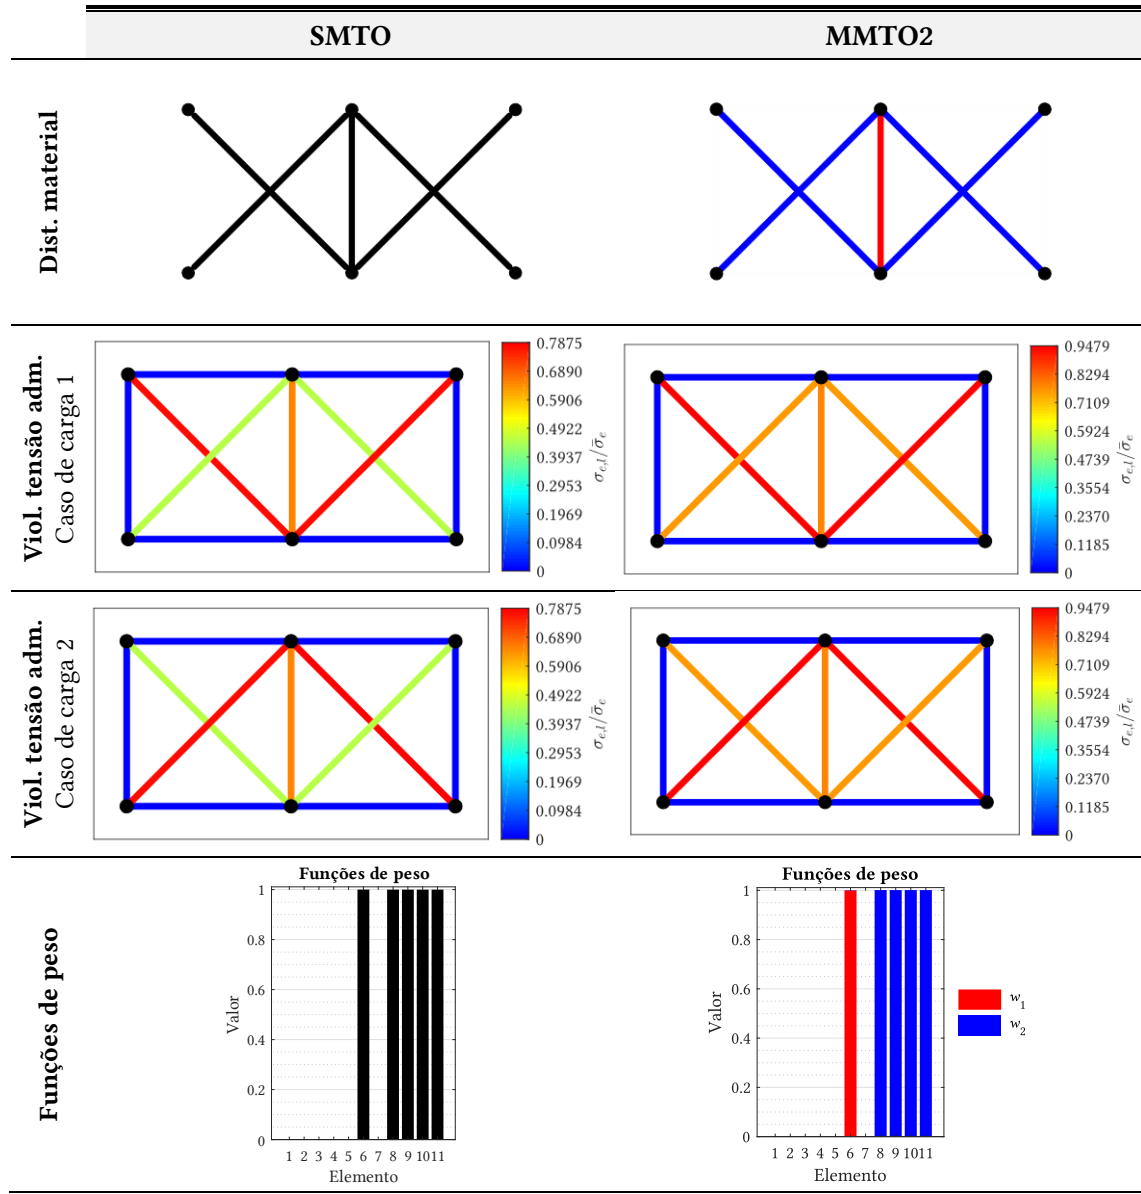 SMTO
MMTO2
Dist. material
Viol. tensão adm.
Caso de carga 1
0.7875
0.6890
0.5906
0.4922
0.3937
0.2953
0.1969
0.0984
0
σe,l/σ̄e
0.9479
0.8294
0.7109
0.5924
0.4739
0.3554
0.2370
0.1185
0
σe,l/σ̄e
Viol. tensão adm.
Caso de carga 2
0.7875
0.6890
0.5906
0.4922
0.3937
0.2953
0.1969
0.0984
0
σe,l/σ̄e
0.9479
0.8294
0.7109
0.5924
0.4739
0.3554
0.2370
0.1185
0
σe,l/σ̄e
Funções de peso
Funções de peso
1
0.8
0.6
0.4
0.2
0
Valor
1 2 3 4 5 6 7 8 9 10 11
Elemento
Funções de peso
1
0.8
0.6
0.4
0.2
0
Valor
1 2 3 4 5 6 7 8 9 10 11
Elemento
w1
w2